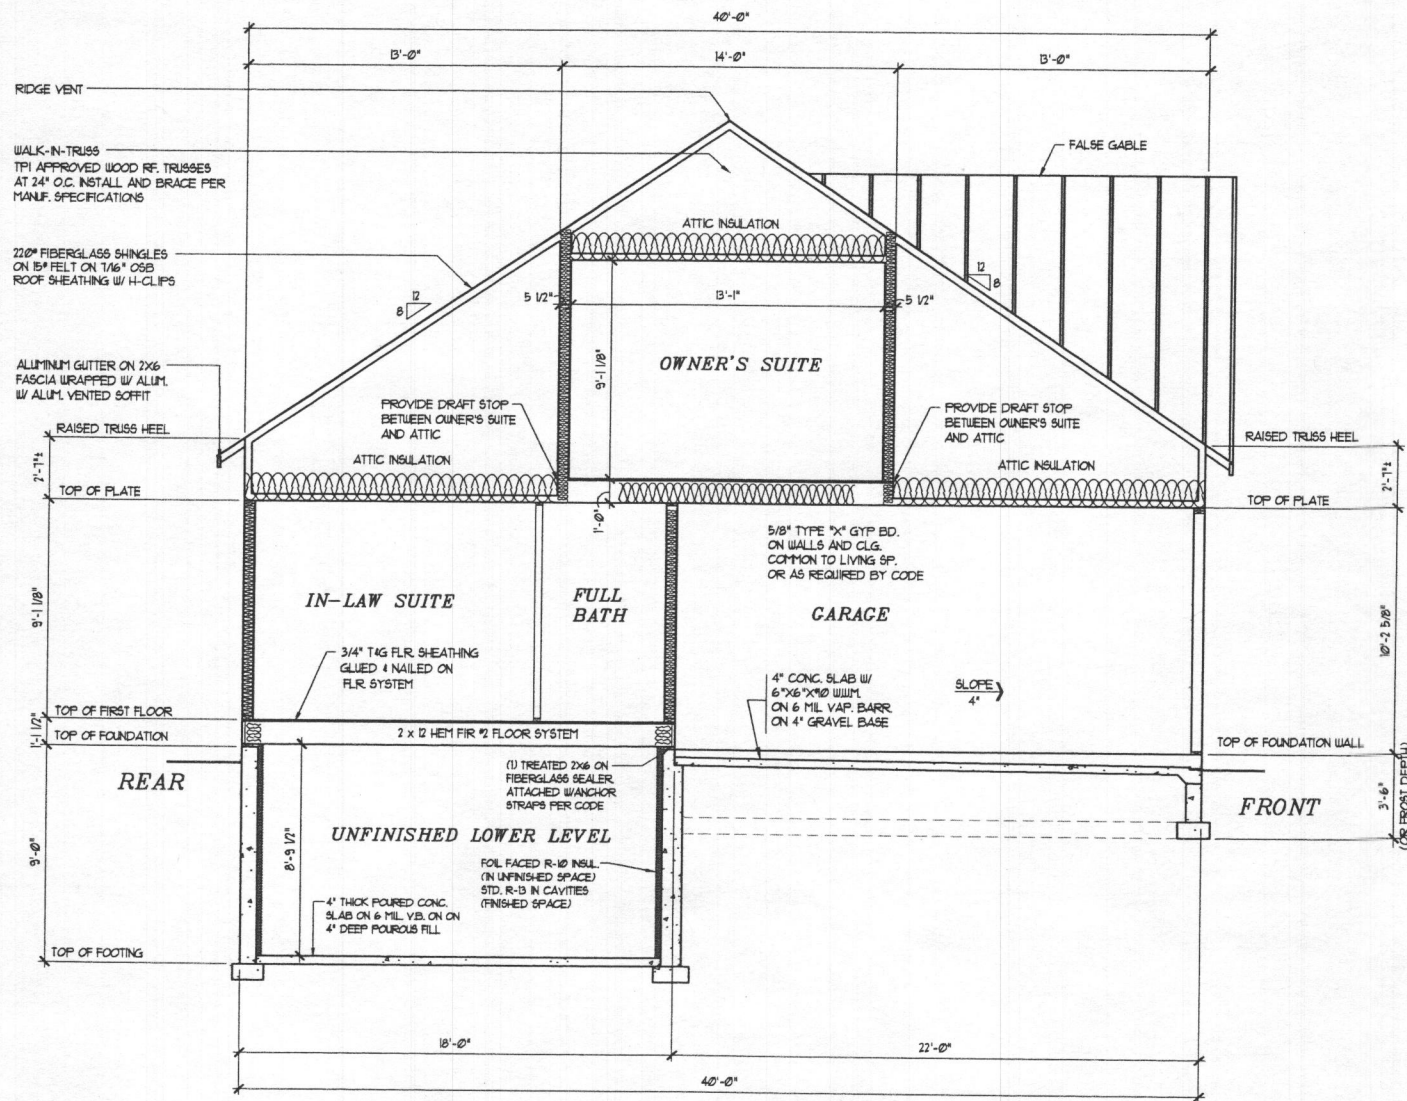 40'-0"
13'-0"
14'-0"
13'-0"
RIDGE VENT
WALK-IN-TRUSS
TPI APPROVED WOOD RF. TRUSSES
AT 24" O.C. INSTALL AND BRACE PER
MANUF. SPECIFICATIONS
FALSE GABLE
ATTIC INSULATION
220# FIBERGLASS SHINGLES
ON 15# FELT ON 7/16" OSB
ROOF SHEATHING W/ H-CLIPS
12
8
5 1/2"
13'-1"
5 1/2"
12
8
OWNER'S SUITE
9'-1 1/8"
ALUMINUM GUTTER ON 2X6
FASCIA WRAPPED W/ ALUM.
W/ ALUM. VENTED SOFFIT
PROVIDE DRAFT STOP
BETWEEN OWNER'S SUITE
AND ATTIC
PROVIDE DRAFT STOP
BETWEEN OWNER'S SUITE
AND ATTIC
RAISED TRUSS HEEL
RAISED TRUSS HEEL
ATTIC INSULATION
ATTIC INSULATION
2'-7"±
2'-7"±
TOP OF PLATE
TOP OF PLATE
1'-0"
5/8" TYPE "X" GYP BD.
ON WALLS AND CLG.
COMMON TO LIVING SP.
OR AS REQUIRED BY CODE
9'-1 1/8"
IN-LAW SUITE
FULL
BATH
GARAGE
10'-2 5/8"
3/4" T&G FLR. SHEATHING
GLUED & NAILED ON
FLR. SYSTEM
4" CONC. SLAB W/
6"X6"X#10 W.W.M.
ON 6 MIL VAP. BARR.
ON 4" GRAVEL BASE
SLOPE
4"
TOP OF FIRST FLOOR
1'-1 1/2"
TOP OF FOUNDATION
2 x 12 HEM FIR #2 FLOOR SYSTEM
TOP OF FOUNDATION WALL
REAR
(1) TREATED 2X6 ON
FIBERGLASS SEALER
ATTACHED W/ANCHOR
STRAPS PER CODE
3'-6"
(OR FROST DEPTH)
FRONT
UNFINISHED LOWER LEVEL
9'-0"
8'-9 1/2"
FOIL FACED R-10 INSUL.
(IN UNFINISHED SPACE)
STD. R-13 IN CAVITIES
(FINISHED SPACE)
4" THICK POURED CONC.
SLAB ON 6 MIL V.B. ON ON
4" DEEP POUROUS FILL
TOP OF FOOTING
18'-0"
22'-0"
40'-0"